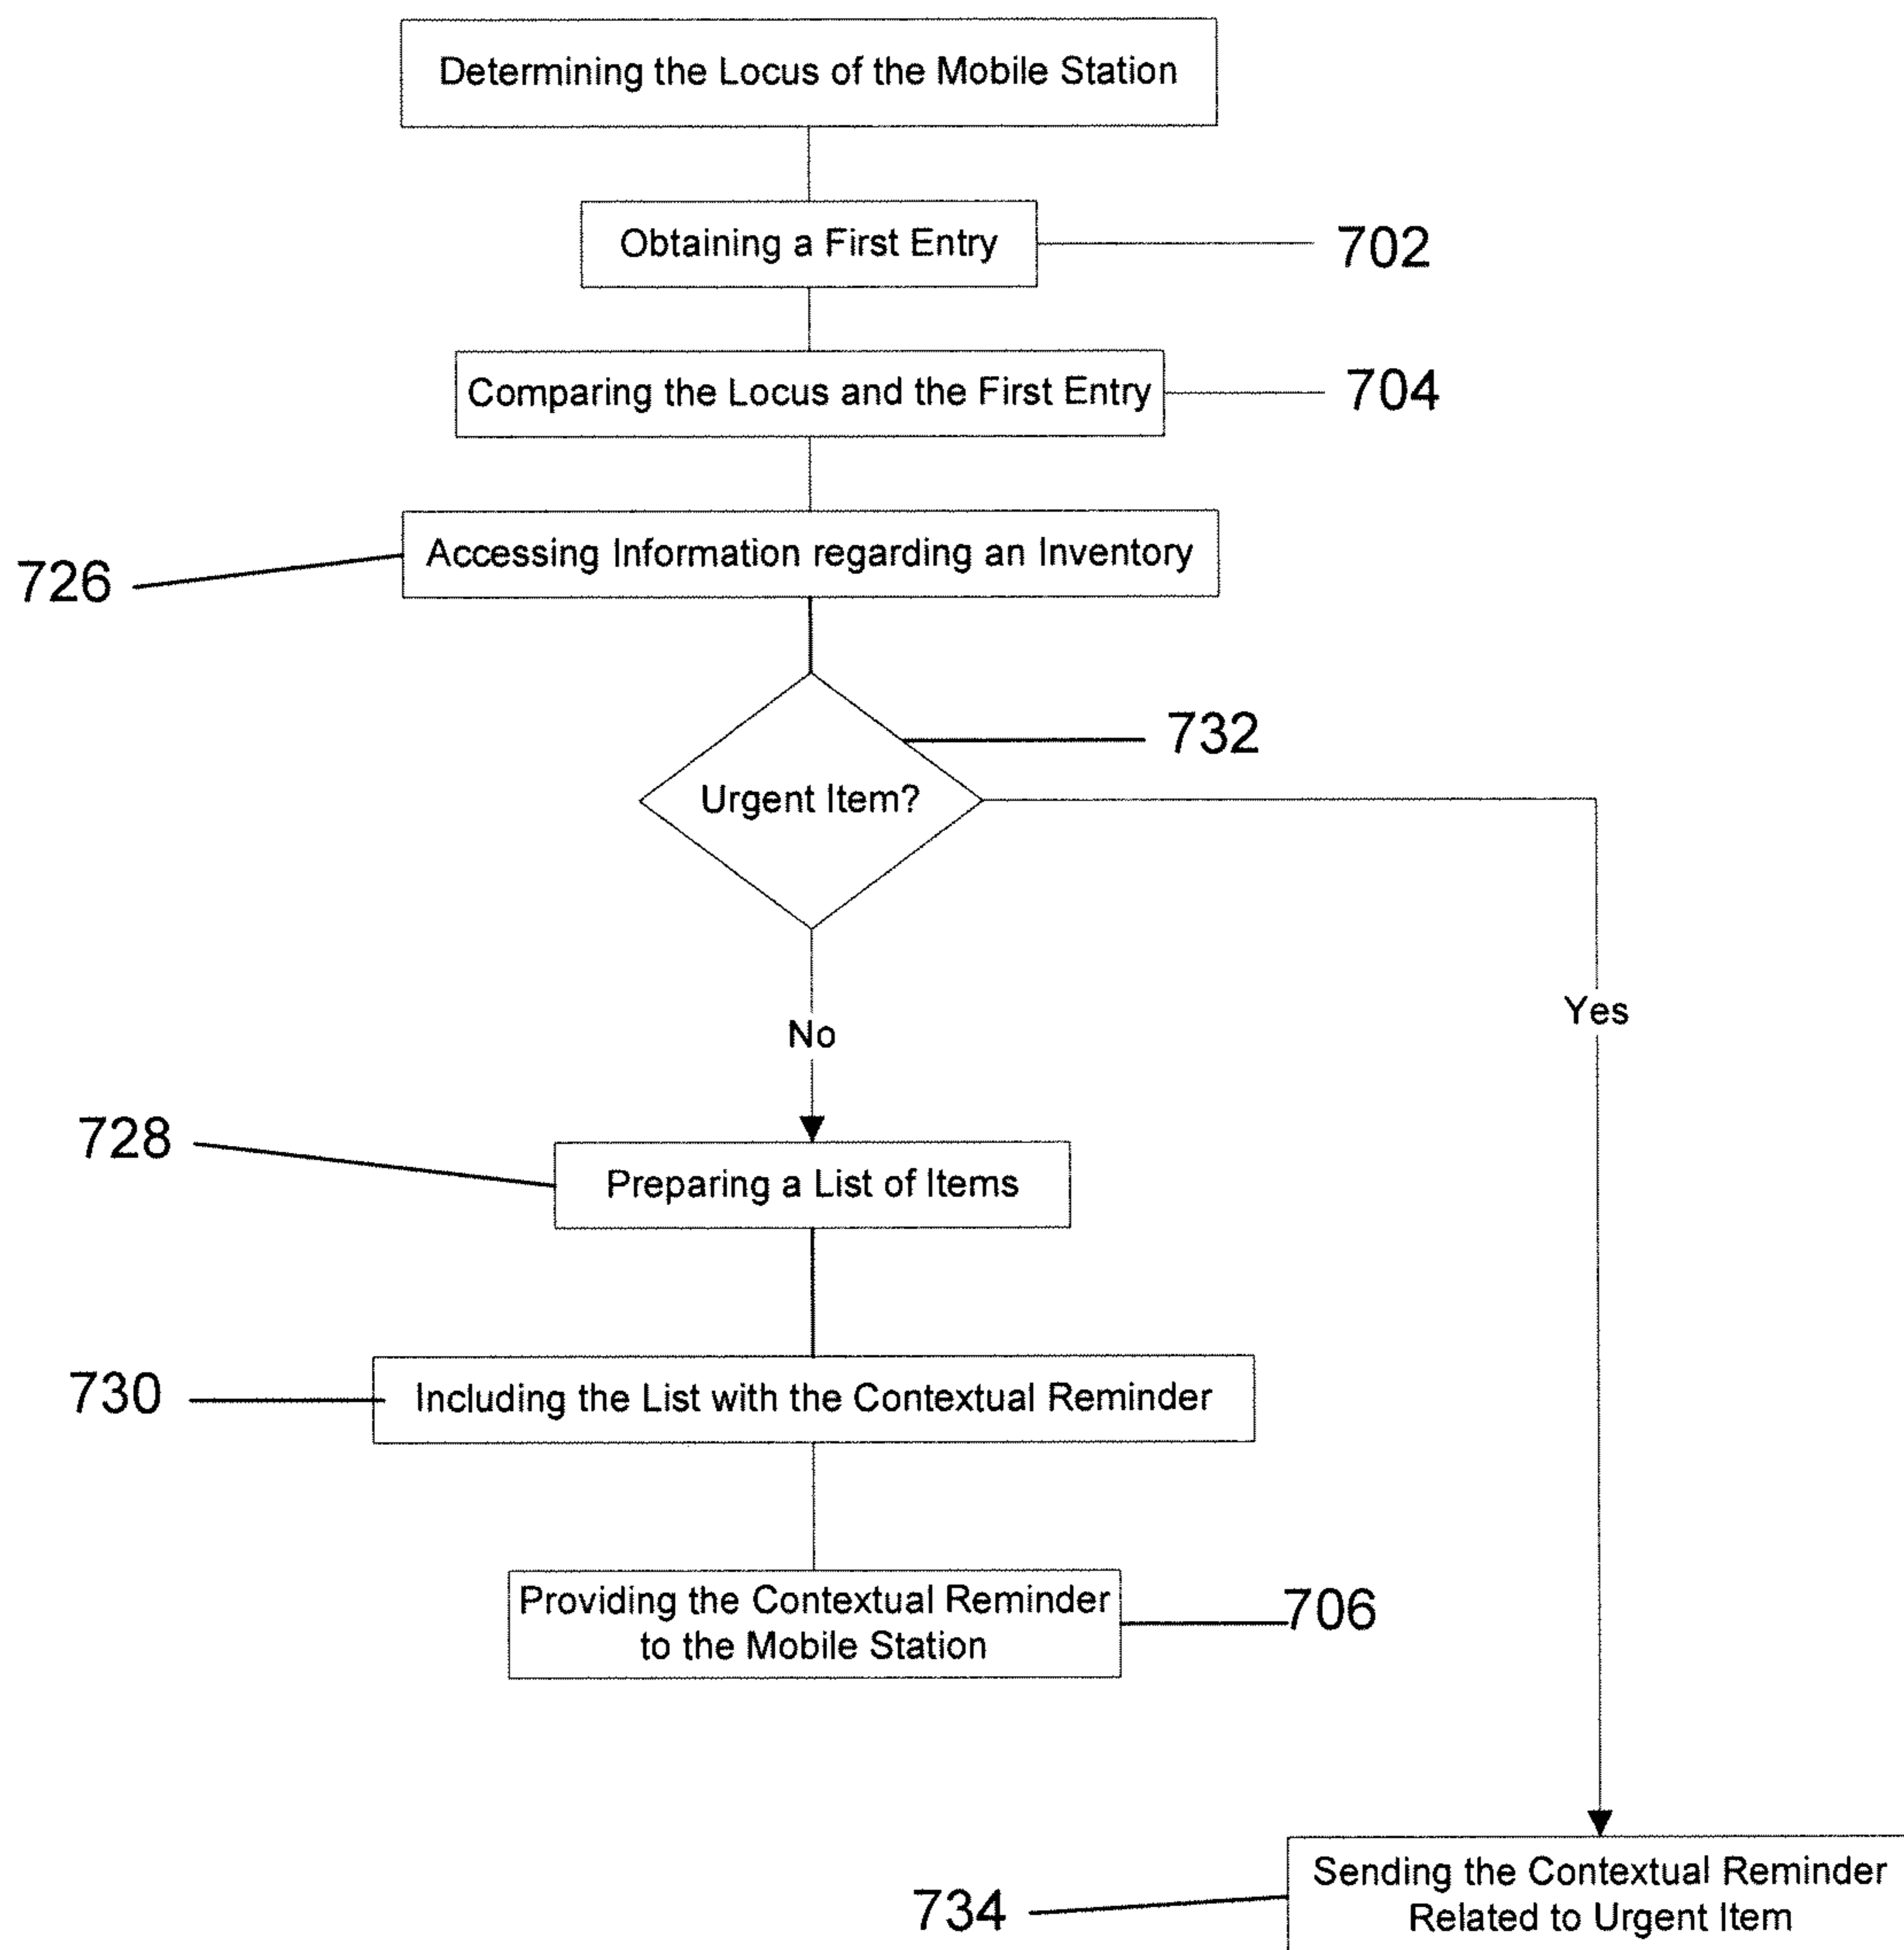 Determining the Locus of the Mobile Station
Obtaining a First Entry
702
Comparing the Locus and the First Entry
704
Accessing Information regarding an Inventory
726
732
Urgent Item?
Yes
No
728
Preparing a List of Items
730
Including the List with the Contextual Reminder
Providing the Contextual Reminder
to the Mobile Station
706
Sending the Contextual Reminder
Related to Urgent Item
734